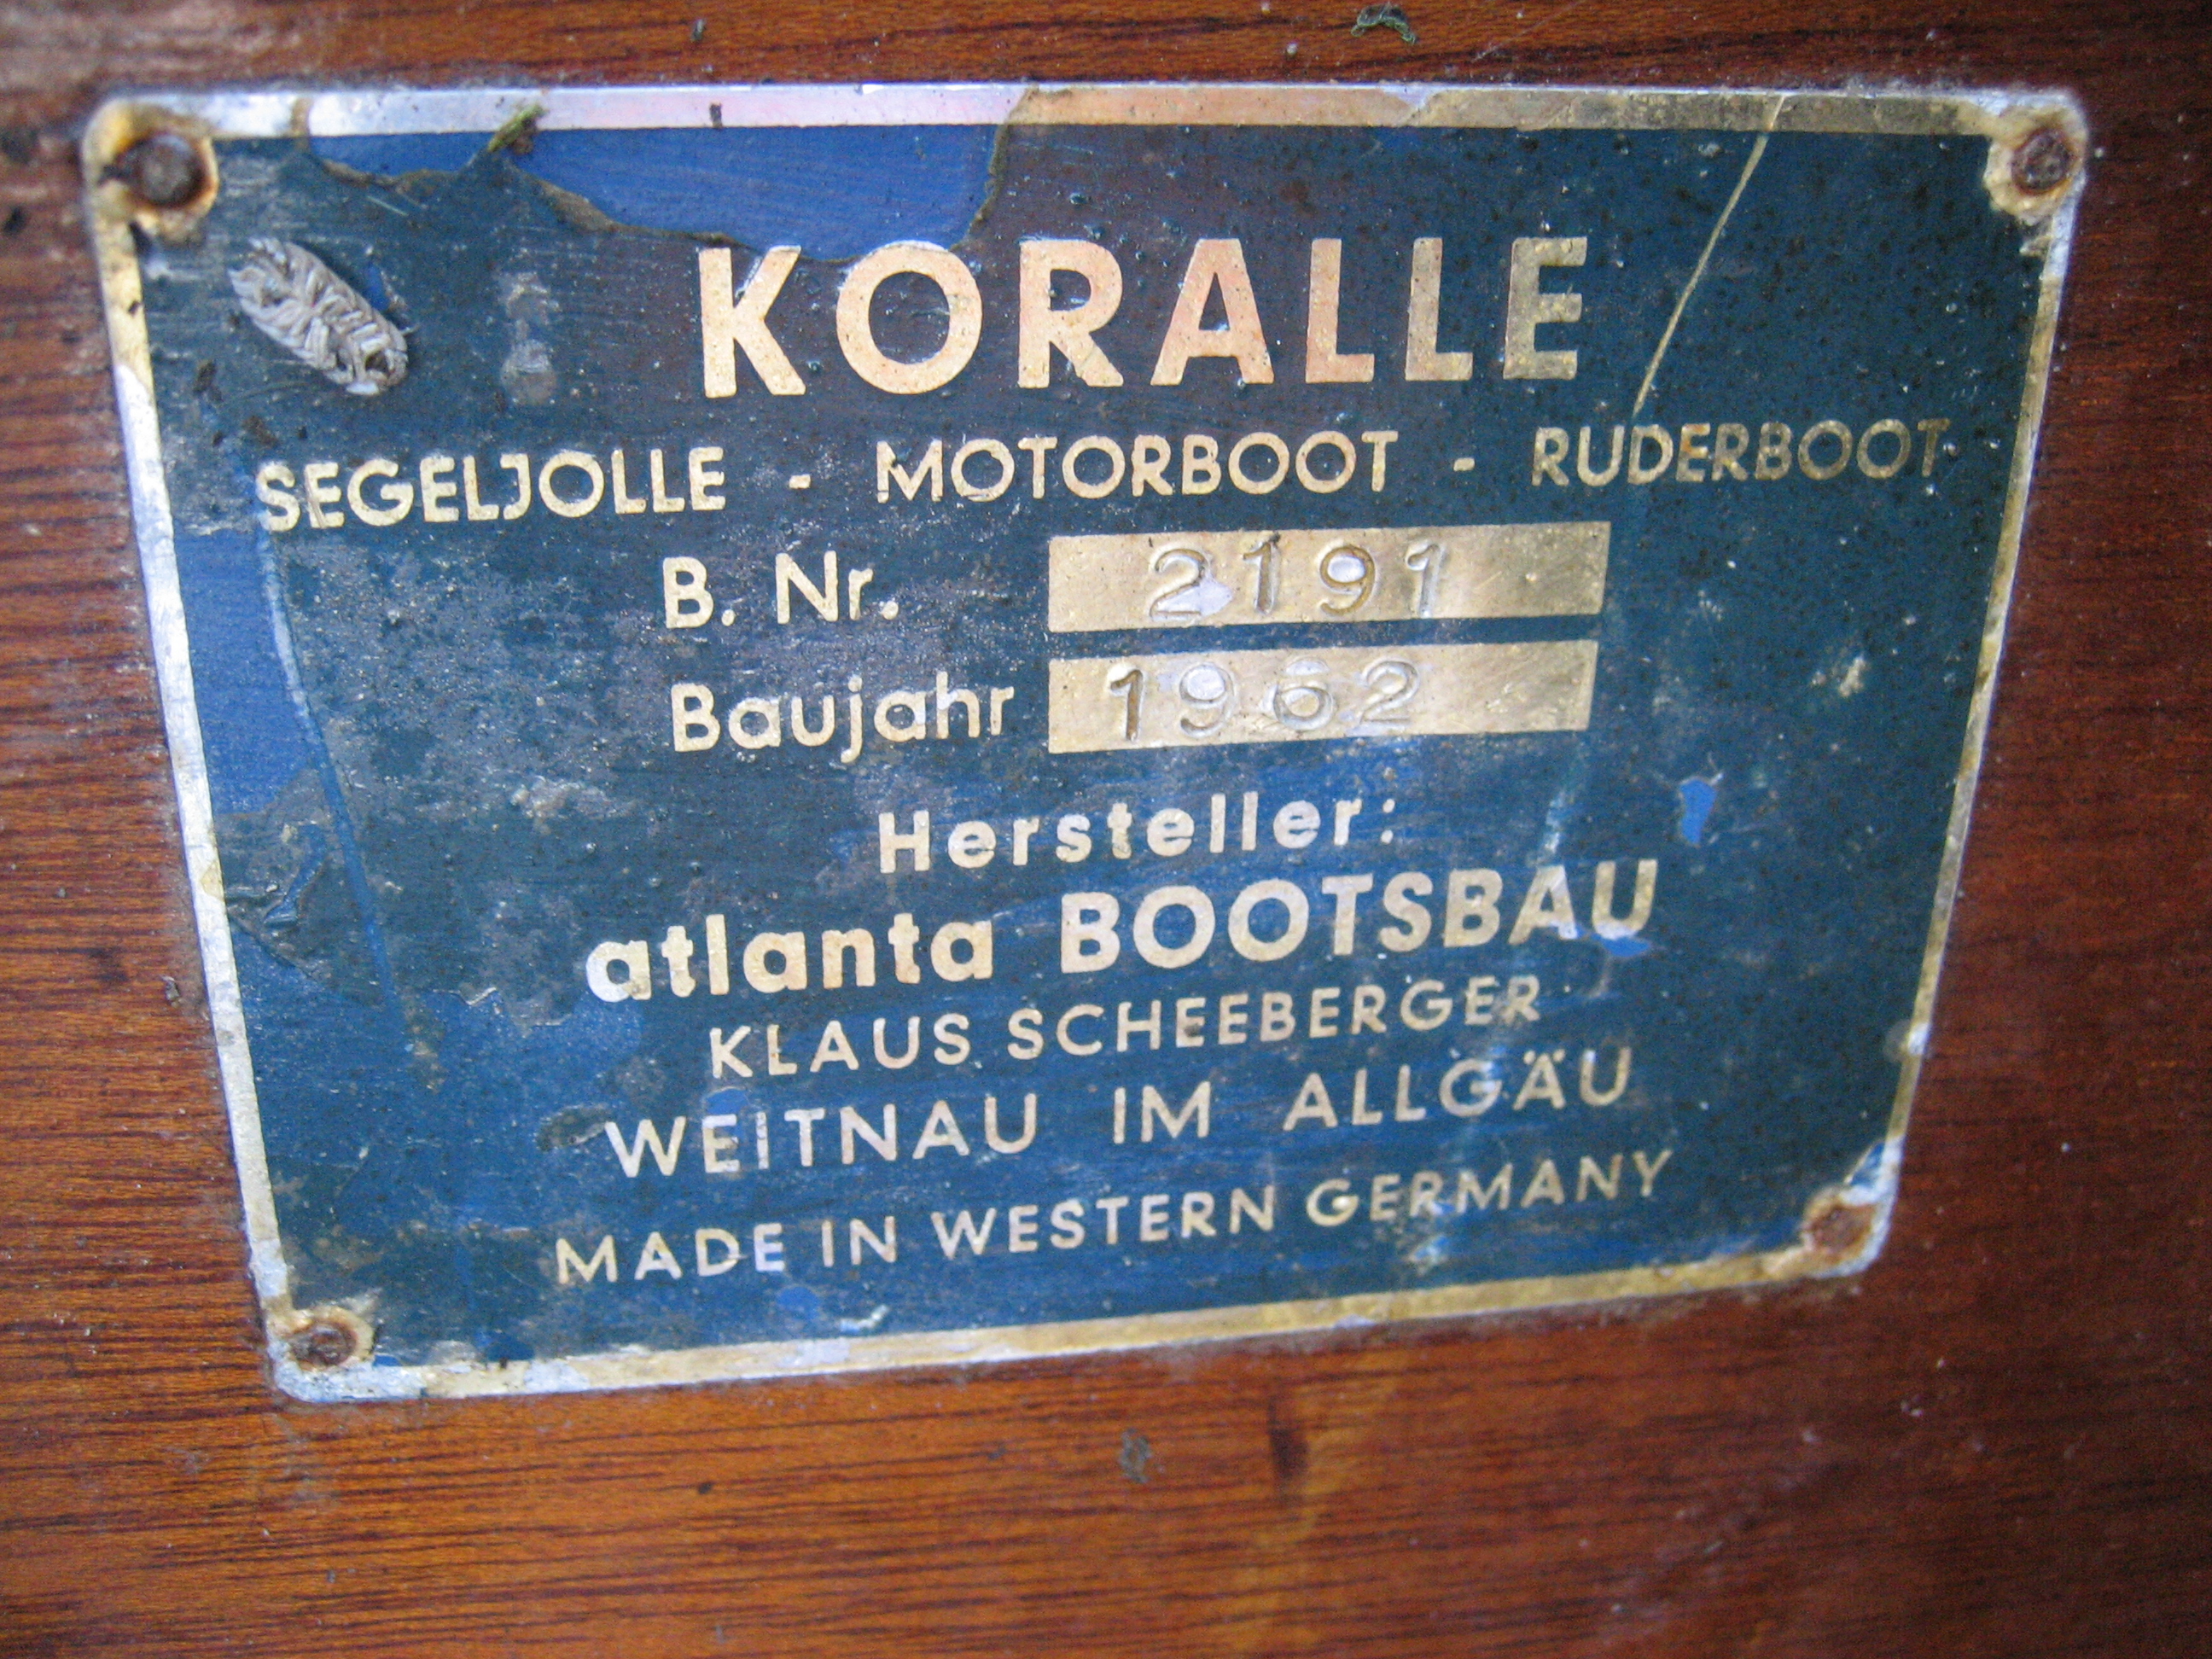 KORALLE
SEGELJOLLE - MOTORBOOT - RUDERBOOT
B. Nr. 2191
Baujahr 1962
Hersteller:
atlanta BOOTSBAU
KLAUS SCHEEBERGER
WEITNAU IM ALLGÄU
MADE IN WESTERN GERMANY